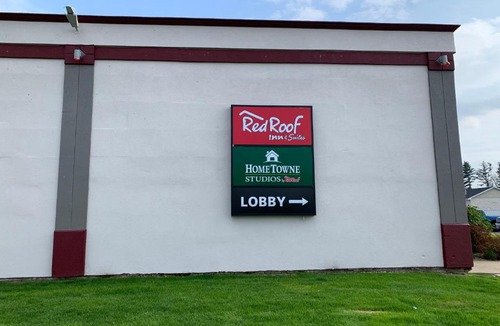 Red Roof
INN & Suites
HOMETOWNE
STUDIOS
LOBBY →